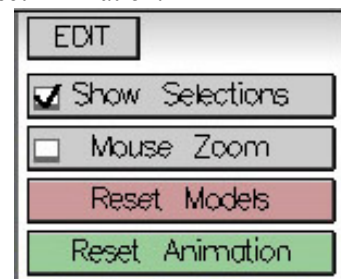 EDIT
Show Selections
Mouse Zoom
Reset Models
Reset Animation